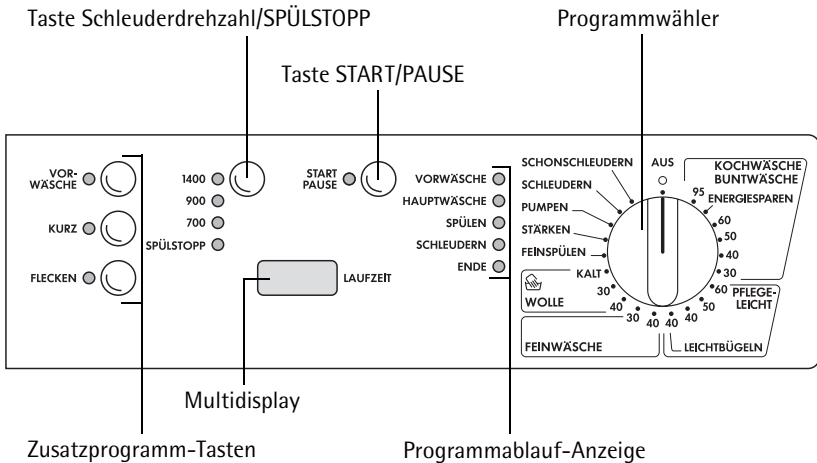 Taste Schleuderdrehzahl/SPÜLSTOPP
Programmwähler
Taste START/PAUSE
VOR-
WÄSCHE
KURZ
FLECKEN
1400
900
700
SPÜLSTOPP
START
PAUSE
LAUFZEIT
VORWÄSCHE
HAUPTWÄSCHE
SPÜLEN
SCHLEUDERN
ENDE
SCHONSCHLEUDERN
SCHLEUDERN
PUMPEN
STÄRKEN
FEINSPÜLEN
KALT
30
40
WOLLE
30
40
FEINWÄSCHE
AUS
KOCHWÄSCHE
BUNTWÄSCHE
95
ENERGIESPAREN
60
50
40
30
60
PFLEGE-
LEICHT
50
40
40
LEICHTBÜGELN
Multidisplay
Zusatzprogramm-Tasten
Programmablauf-Anzeige